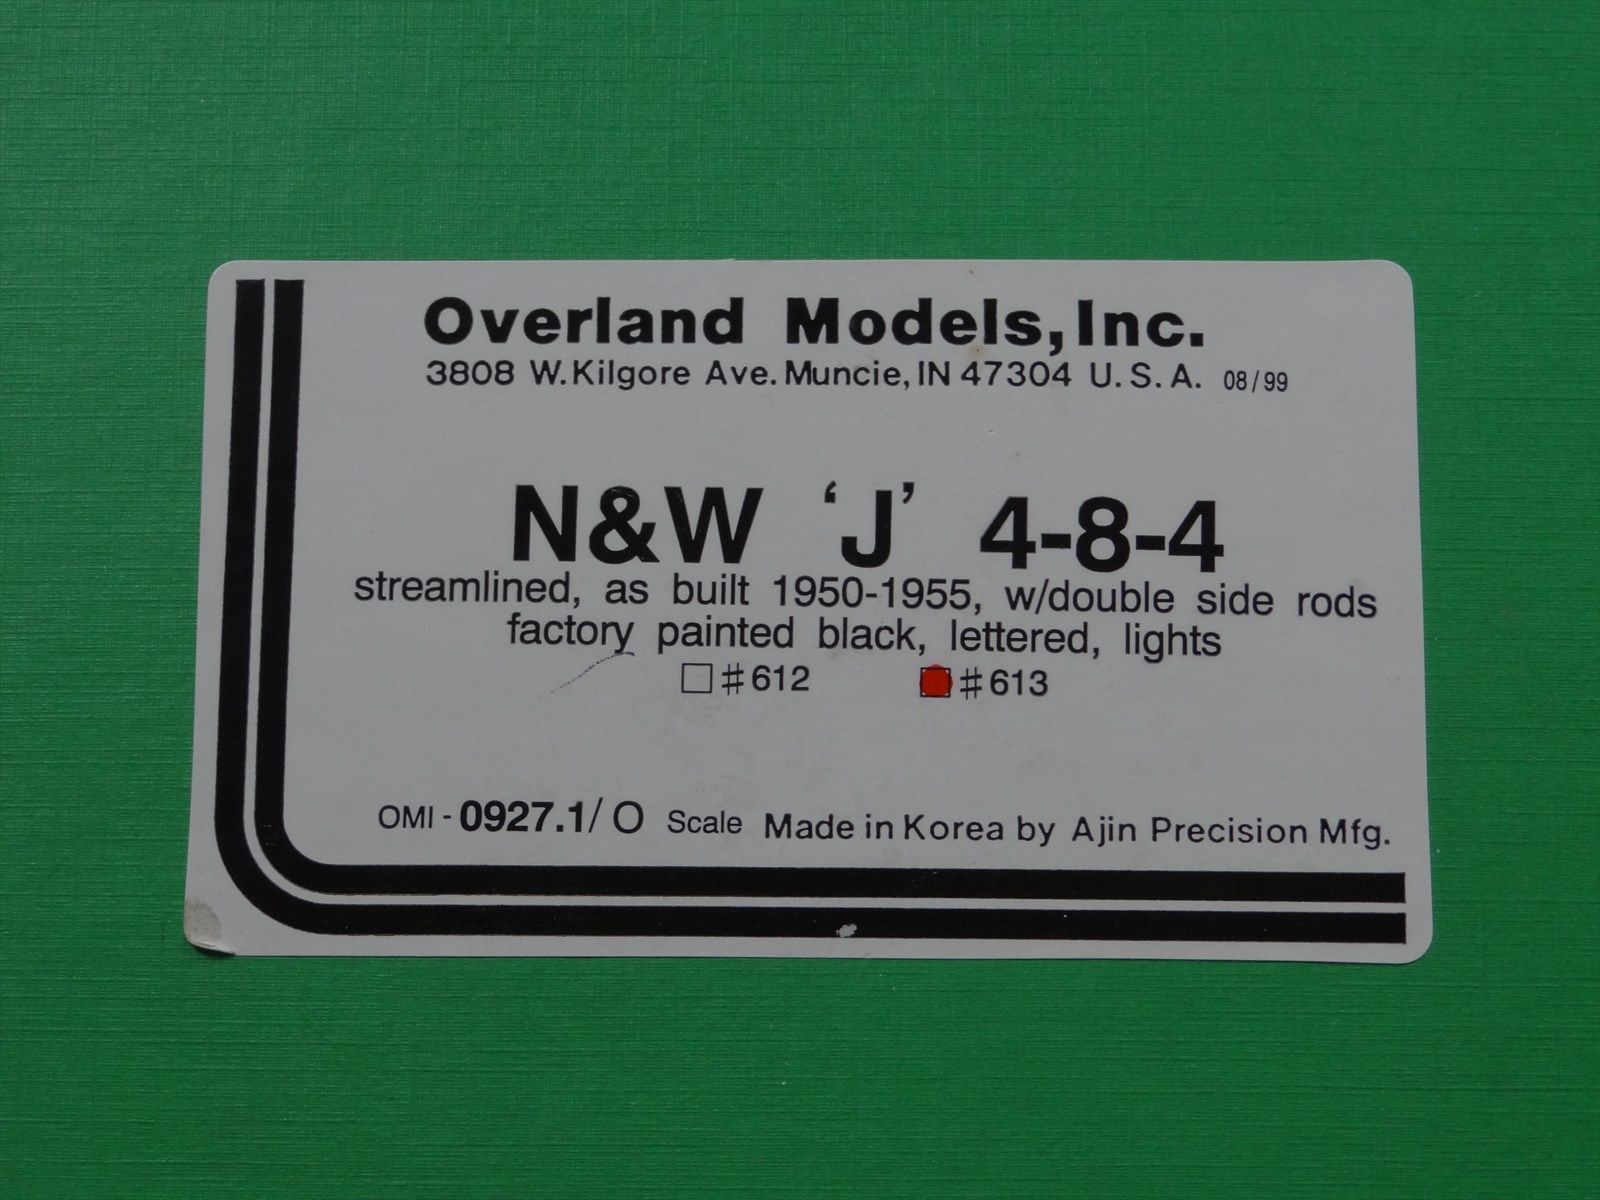 Overland Models, Inc.
3808 W. Kilgore Ave. Muncie, IN 47304 U. S. A. 08/99
N&W 'J' 4-8-4
streamlined, as built 1950-1955, w/double side rods
factory painted black, lettered, lights
☐ #612 #613
OMI - 0927.1/ O Scale Made in Korea by Ajin Precision Mfg.